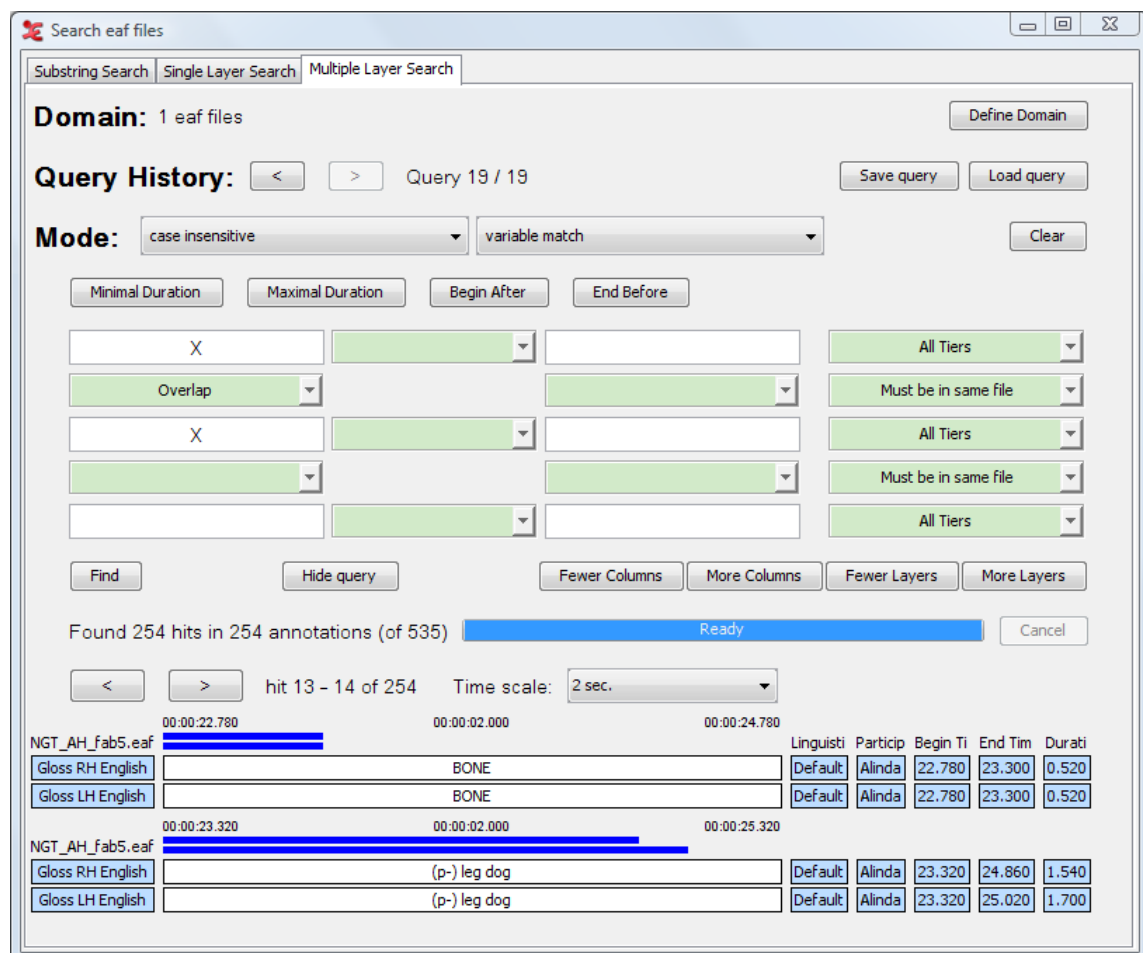 Search eaf files
Substring Search Single Layer Search Multiple Layer Search
Domain: 1 eaf files Define Domain
Query History: < > Query 19 / 19 Save query Load query
Mode: case insensitive variable match Clear
Minimal Duration Maximal Duration Begin After End Before
X All Tiers
Overlap Must be in same file
X All Tiers
Must be in same file
All Tiers
Find Hide query Fewer Columns More Columns Fewer Layers More Layers
Found 254 hits in 254 annotations (of 535) Ready Cancel
< > hit 13 – 14 of 254 Time scale: 2 sec.
00:00:22.780 00:00:02.000 00:00:24.780
NGT_AH_fab5.eaf Linguisti Particip Begin Ti End Tim Durati
Gloss RH English BONE Default Alinda 22.780 23.300 0.520
Gloss LH English BONE Default Alinda 22.780 23.300 0.520
00:00:23.320 00:00:02.000 00:00:25.320
NGT_AH_fab5.eaf
Gloss RH English (p-) leg dog Default Alinda 23.320 24.860 1.540
Gloss LH English (p-) leg dog Default Alinda 23.320 25.020 1.700